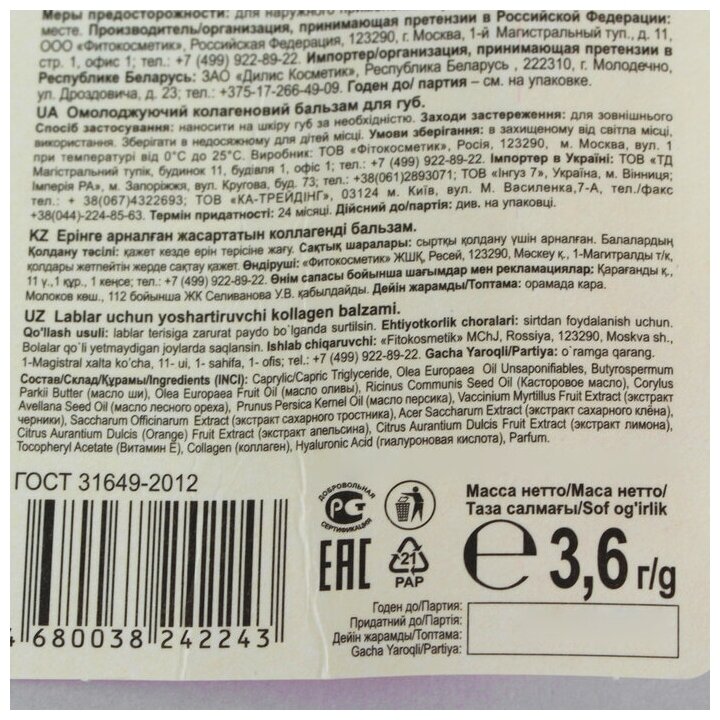 Меры предосторожности: для наружного
месте. Производитель/организация, принимающая претензии в Российской Федерации:
ООО «Фитокосметик», Российская Федерация, 123290, г. Москва, 1-й Магистральный туп., д. 11,
стр. 1, офис 1; тел.: +7 (499) 922-89-22. Импортер/организация, принимающая претензии в
Республике Беларусь: ЗАО «Дилис Косметик», Республика Беларусь , 222310, г. Молодечно,
ул. Дроздовича, д. 23; тел.: +375-17-266-49-09. Годен до/ партия – см. на упаковке.
UA Омолоджуючий колагеновий бальзам для губ.
Спосіб застосування: наносити на шкіру губ за необхідністю. Заходи застереження: для зовнішнього
використання. Зберігати в недосяжному для дітей місці. Умови зберігання: в захищеному від світла місці,
при температурі від 0°С до 25°С. Виробник: ТОВ «Фітокосметик», Росія, 123290, м. Москва, вул. 1
Магістральний тупік, будинок 11, будівля 1, офіс 1; тел.: +7 (499) 922-89-22. Імпортер в Україні: ТОВ «ТД
Імперія РА», м. Запоріжжя, вул. Кругова, буд. 73; тел.: +38(061)2893071; ТОВ «Інгуз 7», Україна, м. Вінниця;
тел.: + 38(067)4322693; ТОВ «КА-ТРЕЙДІНГ», 03124 м. Київ, вул. М. Василенка,7-А, тел./факс
+38(044)-224-85-63. Термін придатності: 24 місяці. Дійсний до/партія: див. на упаковці.
KZ Ерінге арналған жасартатын коллагенді бальзам.
Қолдану тәсілі: қажет кезде ерін терісіне жағу. Сақтық шаралары: сыртқы қолдану үшін арналған. Балалардың
қолдары жетпейтін жерде сақтау қажет. Өндіруші: «Фитокосметик» ЖШҚ, Ресей, 123290, Мәскеу қ., 1-Магитралды т/к,
11 ү.,1 құр., 1 кеңсе; тел.: +7 (499) 922-89-22. Өнім сапасы бойынша шағымдар мен рекламациялар: Қарағанды қ.,
Молоков көш., 112 бойынша ЖК Селиванова У.В. қабылдайды. Дейін жарамды/Топтама: орамада кара.
UZ Lablar uchun yoshartiruvchi kollagen balzami.
Qo'llash usuli: lablar terisiga zarurat paydo bo`lganda surtilsin. Ehtiyotkorlik choralari: sirtdan foydalanish uchun.
Bolalar qo`li yetmaydigan joylarda saqlansin. Ishlab chiqaruvchi: «Fitokosmetik» MChJ, Rossiya, 123290, Moskva sh.,
1-Magistral xalta ko'cha, 11- ui, 1- sahifa, 1- ofis; tel.: +7 (499) 922-89-22. Gacha Yaroqli/Partiya: o`ramga qarang.
Состав/Склад/Құрамы/Ingredients (INCI): Caprylic/Capric Triglyceride, Olea Europaea Oil Unsaponifiables, Butyrospermum
Parkii Butter (масло ши), Olea Europaea Fruit Oil (масло оливы), Ricinus Communis Seed Oil (Касторовое масло), Corylus
Avellana Seed Oil (масло лесного ореха), Prunus Persica Kernel Oil (масло персика), Vaccinium Myrtillus Fruit Extract (экстракт
черники), Saccharum Officinarum Extract (экстракт сахарного тростника), Acer Saccharum Extract (экстракт сахарного клёна),
Citrus Aurantium Dulcis (Orange) Fruit Extract (экстракт апельсина), Citrus Aurantium Dulcis Extract (экстракт лимона),
Tocopheryl Acetate (Витамин Е), Collagen (коллаген), Hyaluronic Acid (гиалуроновая кислота), Parfum.
ГОСТ 31649-2012
ДОБРОВОЛЬНАЯ
РСТ
СЕРТИФИКАЦИЯ
EAC
21
PAP
Масса нетто/Маса нетто/
Таза салмағы/Sof og'irlik
e 3,6 г/g
Годен до/Партия:
Придатний до/Партія:
Дейін жарамды/Топтама:
Gacha Yaroqli/Partiya:
4 680038 242243